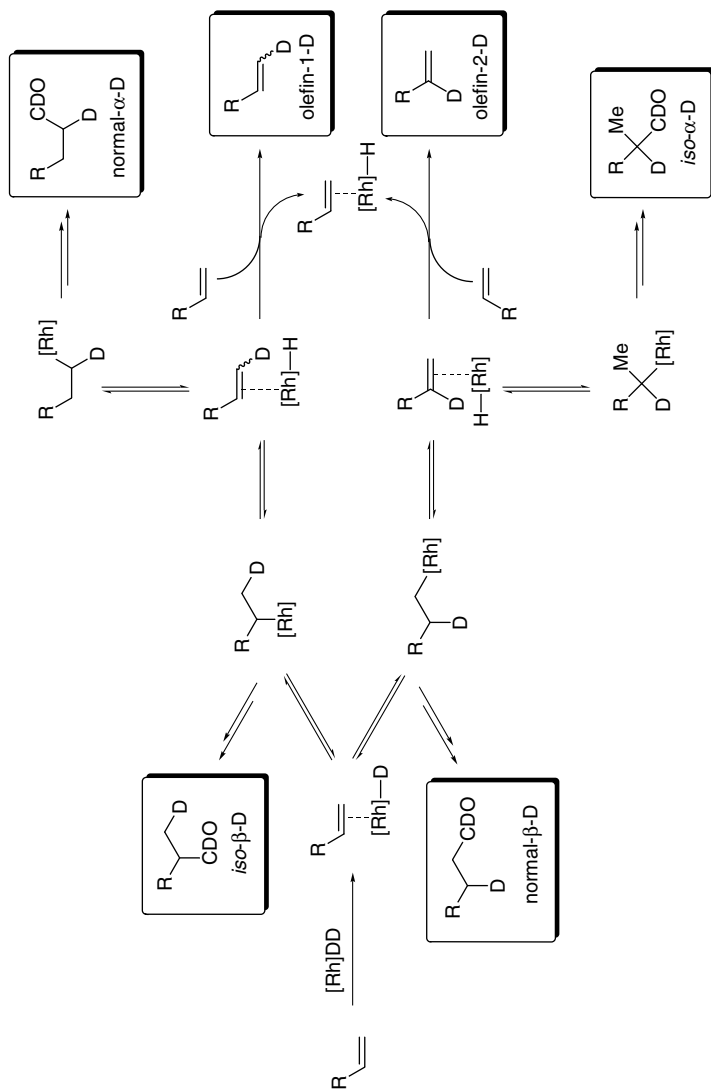 R
[Rh]DD
R
[Rh]—D
R
D
CDO
iso-β-D
R
D
CDO
normal-β-D
R
D
[Rh]
R
[Rh]
D
R
[Rh]
D
R
D
[Rh]—H
R
D
H—[Rh]
R
Me
D
[Rh]
R
R
R
[Rh]—H
R
CDO
D
normal-α-D
R
D
olefin-1-D
R
D
olefin-2-D
R
Me
D
CDO
iso-α-D